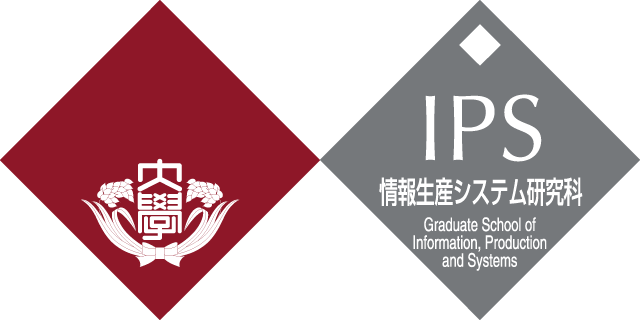 大學
IPS
情報生産システム研究科
Graduate School of
Information, Production
and Systems